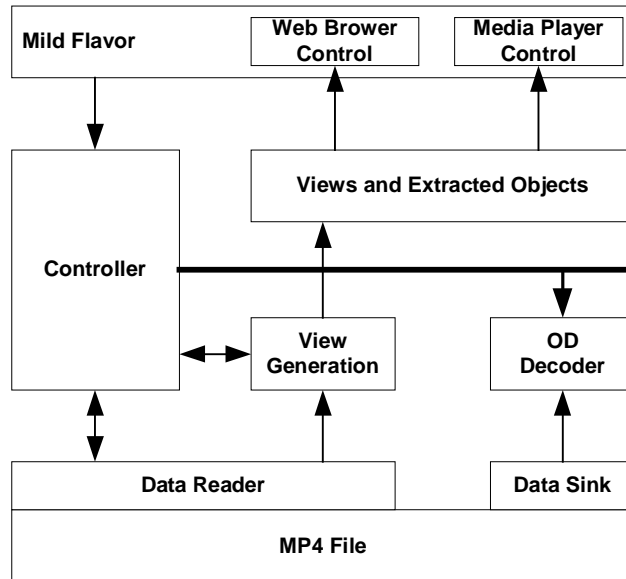 Mild Flavor
Web Brower
Control
Media Player
Control
Views and Extracted Objects
Controller
View
Generation
OD
Decoder
Data Reader
Data Sink
MP4 File